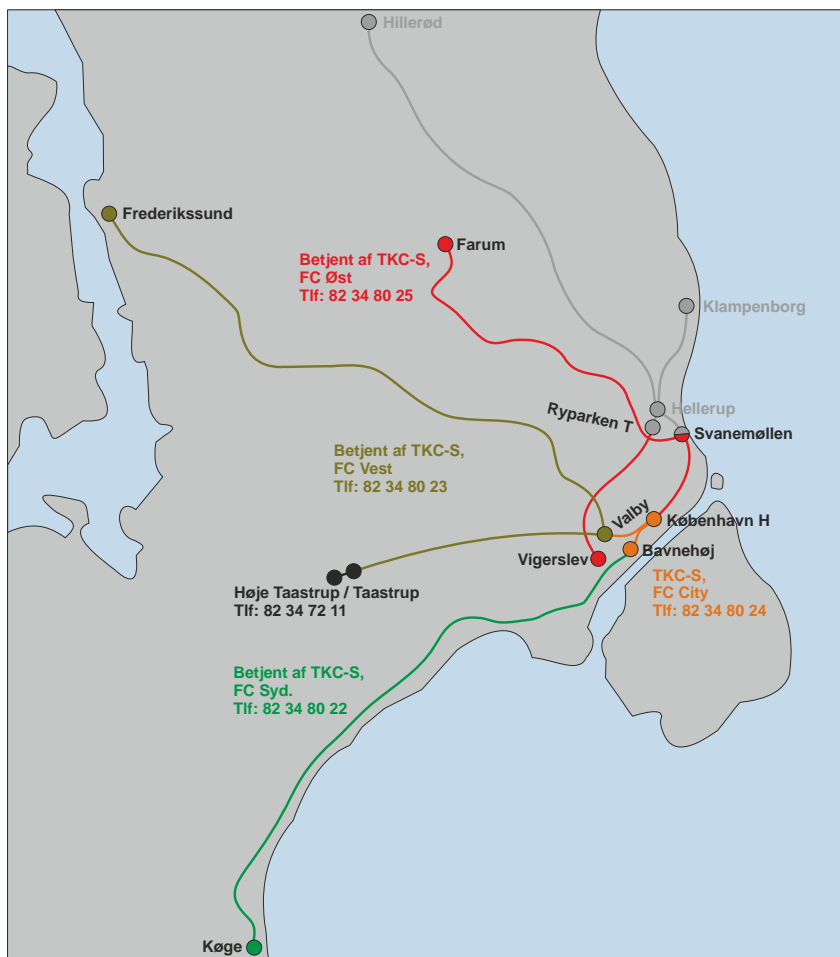 Hillerød
Frederikssund
Farum
Betjent af TKC-S,
FC Øst
Tlf: 82 34 80 25
Klampenborg
Hellerup
Ryparken T
Svanemøllen
Betjent af TKC-S,
FC Vest
Tlf: 82 34 80 23
Valby
København H
Bavnehøj
Vigerslev
TKC-S,
FC City
Tlf: 82 34 80 24
Høje Taastrup / Taastrup
Tlf: 82 34 72 11
Betjent af TKC-S,
FC Syd.
Tlf: 82 34 80 22
Køge